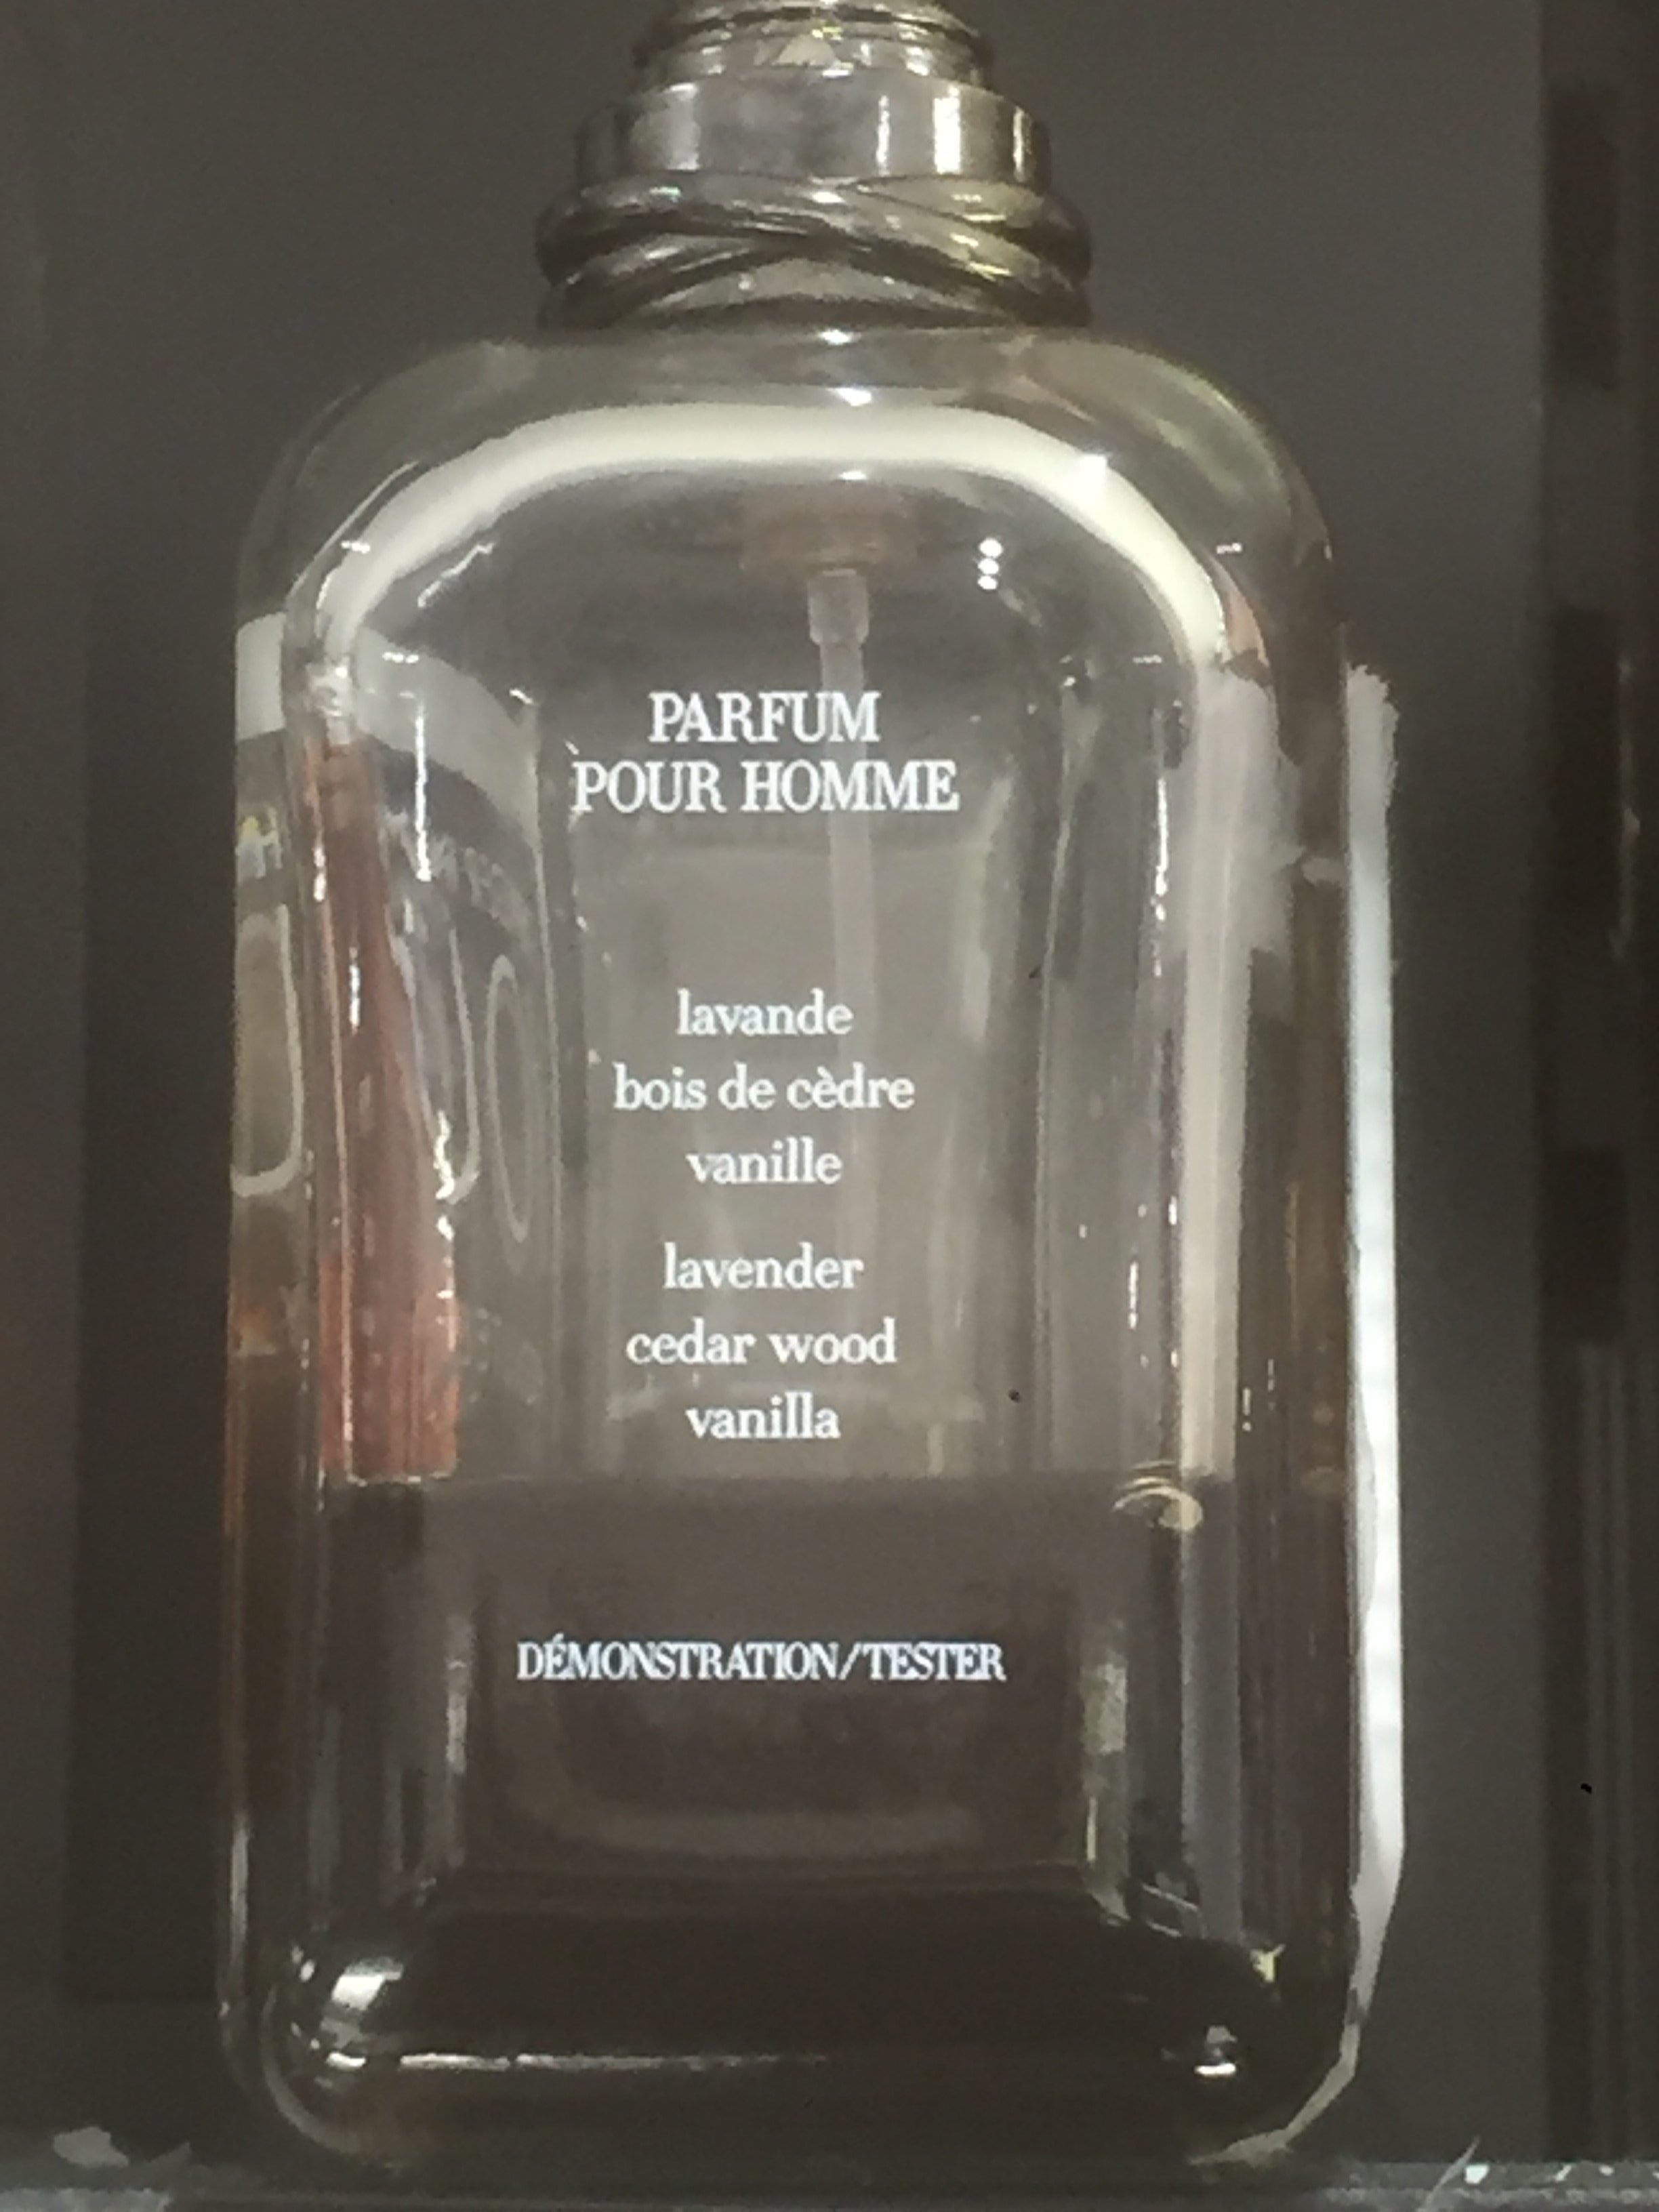 PARFUM
POUR HOMME
lavande
bois de cèdre
vanille
lavender
cedar wood
vanilla
DÉMONSTRATION/TESTER